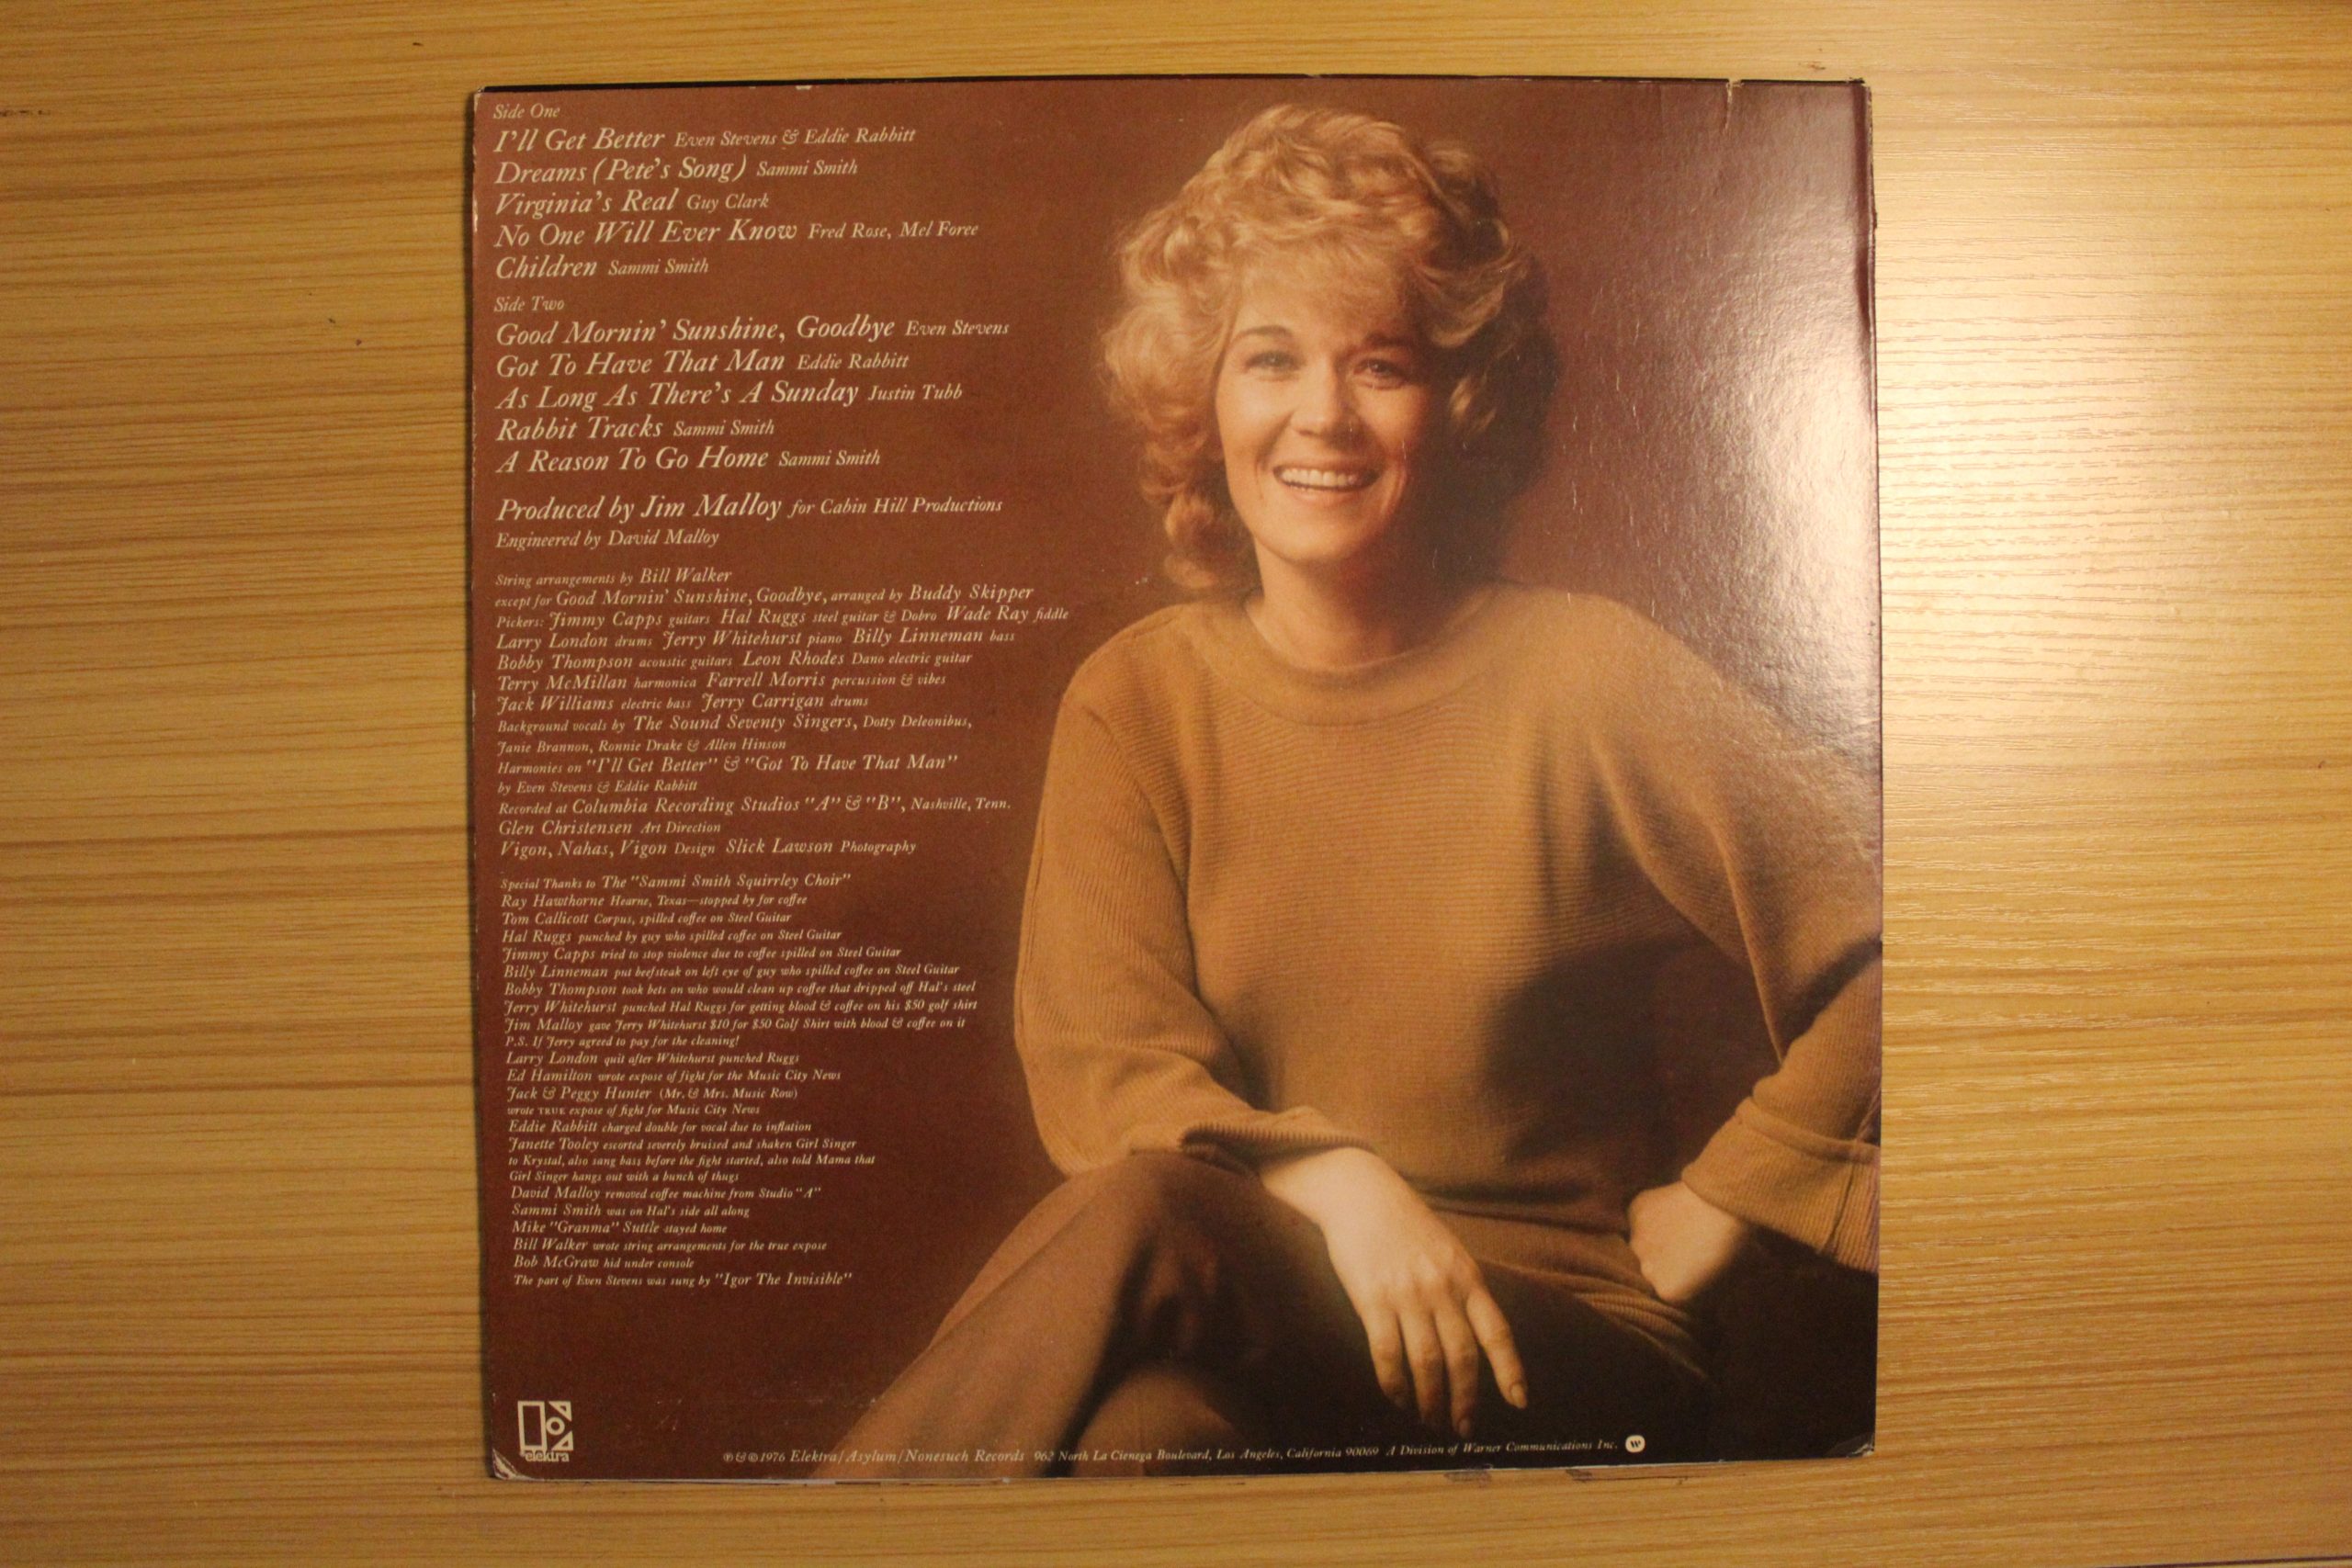 Side One
I'll Get Better Even Stevens & Eddie Rabbitt
Dreams (Pete's Song) Sammi Smith
Virginia's Real Guy Clark
No One Will Ever Know Fred Rose, Mel Foree
Children Sammi Smith
Side Two
Good Mornin' Sunshine, Goodbye Even Stevens
Got To Have That Man Eddie Rabbitt
As Long As There's A Sunday Justin Tubb
Rabbit Tracks Sammi Smith
A Reason To Go Home Sammi Smith
Produced by Jim Malloy for Cabin Hill Productions
Engineered by David Malloy
String arrangements by Bill Walker
except for Good Mornin' Sunshine, Goodbye, arranged by Buddy Skipper
Pickers: Jimmy Capps guitars Hal Ruggs steel guitar & Dobro Wade Ray fiddle
Larry London drums Jerry Whitehurst piano Billy Linneman bass
Bobby Thompson acoustic guitars Leon Rhodes Dano electric guitar
Terry McMillan harmonica Farrell Morris percussion & vibes
Jack Williams electric bass Jerry Carrigan drums
Background vocals by The Sound Seventy Singers, Dotty Deleonibus,
Janie Brannon, Ronnie Drake & Allen Hinson
Harmonies on "I'll Get Better" & "Got To Have That Man"
by Even Stevens & Eddie Rabbitt
Recorded at Columbia Recording Studios "A" & "B", Nashville, Tenn.
Glen Christensen Art Direction
Vigon, Nahas, Vigon Design Slick Lawson Photography
Special Thanks to The "Sammi Smith Squirrley Choir"
Ray Hawthorne Hearne, Texas—stopped by for coffee
Tom Callicott Corpus, spilled coffee on Steel Guitar
Hal Ruggs punched by guy who spilled coffee on Steel Guitar
Jimmy Capps tried to stop violence due to coffee spilled on Steel Guitar
Billy Linneman put beefsteak on left eye of guy who spilled coffee on Steel Guitar
Bobby Thompson took bets on who would clean up coffee that dripped off Hal's steel
Jerry Whitehurst punched Hal Ruggs for getting blood & coffee on his $50 golf shirt
Jim Malloy gave Jerry Whitehurst $10 for $50 Golf Shirt with blood & coffee on it
P.S. If Jerry agreed to pay for the cleaning!
Larry London quit after Whitehurst punched Ruggs
Ed Hamilton wrote expose of fight for the Music City News
Jack & Peggy Hunter (Mr. & Mrs. Music Row)
wrote TRUE expose of fight for Music City News
Eddie Rabbitt charged double for vocal due to inflation
Janette Tooley escorted severely bruised and shaken Girl Singer
to Krystal, also sang bass before the fight started, also told Mama that
Girl Singer hangs out with a bunch of thugs
David Malloy removed coffee machine from Studio "A"
Sammi Smith was on Hal's side all along
Mike "Granma" Suttle stayed home
Bill Walker wrote string arrangements for the true expose
Bob McGraw hid under console
The part of Even Stevens was sung by "Igor The Invisible"
elektra
℗ & © 1976 Elektra/Asylum/Nonesuch Records 962 North La Cienega Boulevard, Los Angeles, California 90069 A Division of Warner Communications Inc.